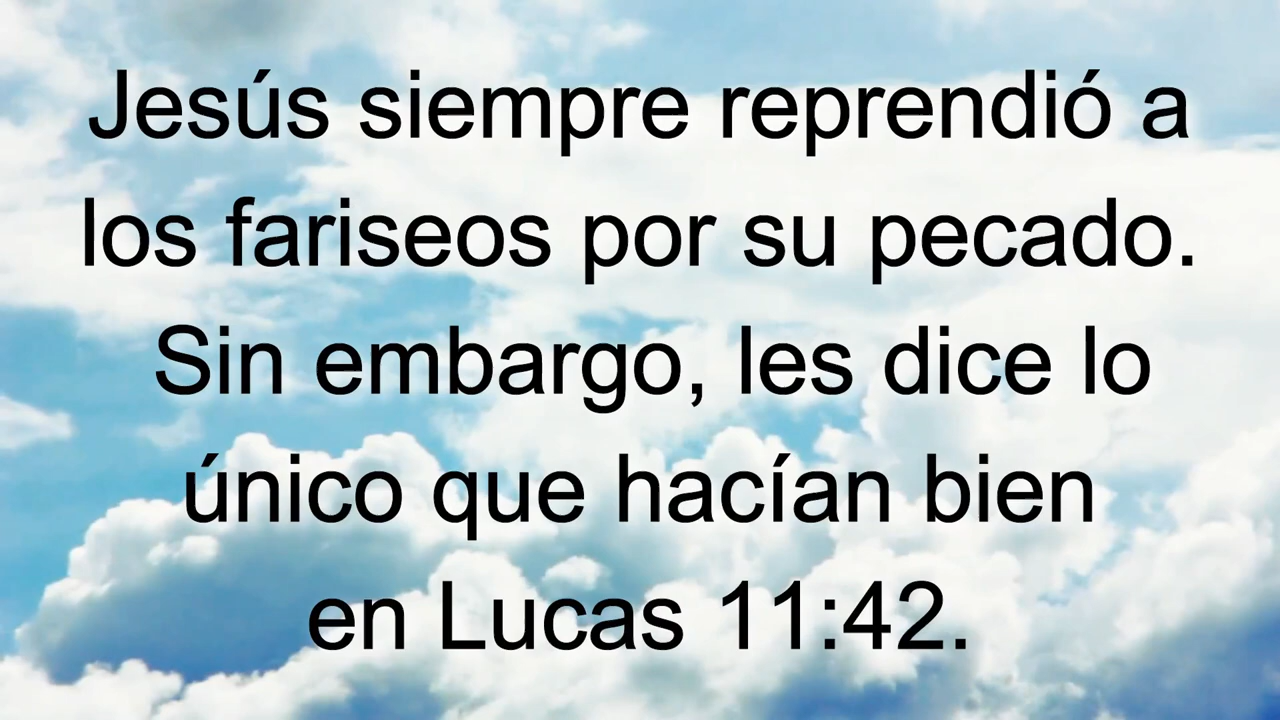 Jesús siempre reprendió a
los fariseos por su pecado.
Sin embargo, les dice lo
único que hacían bien
en Lucas 11:42.